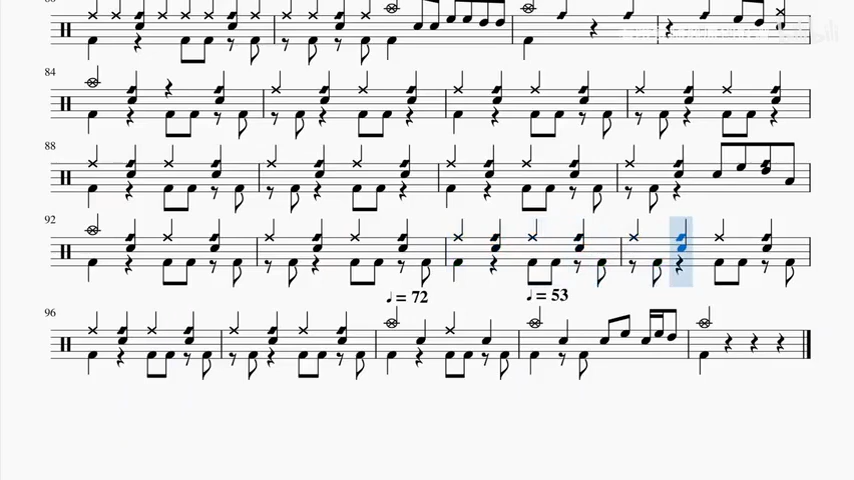 84
88
92
♩ = 72 ♩ = 53
96